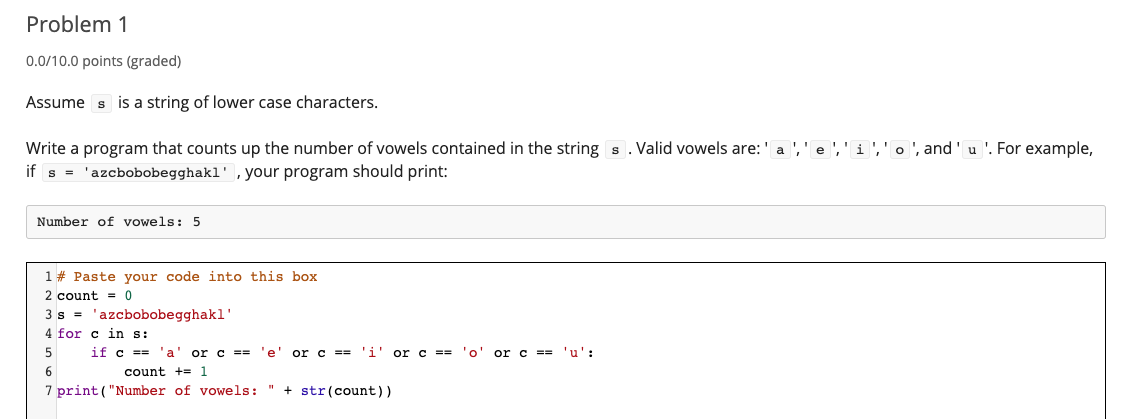 Problem 1
0.0/10.0 points (graded)
Assume s is a string of lower case characters.
Write a program that counts up the number of vowels contained in the string s . Valid vowels are: ' a ', ' e ', ' i ', ' o ', and ' u '. For example,
if s = 'azcbobobegghakl' , your program should print:
Number of vowels: 5
1 # Paste your code into this box
2 count = 0
3 s = 'azcbobobegghakl'
4 for c in s:
5     if c == 'a' or c == 'e' or c == 'i' or c == 'o' or c == 'u':
6         count += 1
7 print("Number of vowels: " + str(count))